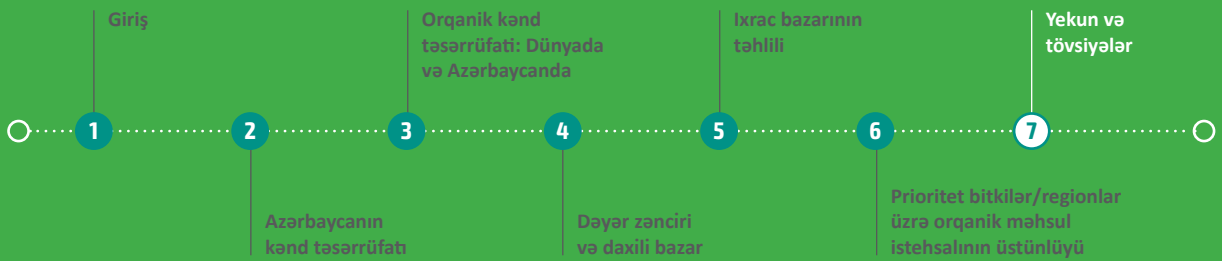 Giriş
Orqanik kənd
təsərrüfatı: Dünyada
və Azərbaycanda
Ixrac bazarının
təhlili
Yekun və
tövsiyələr
1
2
3
4
5
6
7
Azərbaycanın
kənd təsərrüfatı
Dəyər zənciri
və daxili bazar
Prioritet bitkilər/regionlar
üzrə orqanik məhsul
istehsalının üstünlüyü